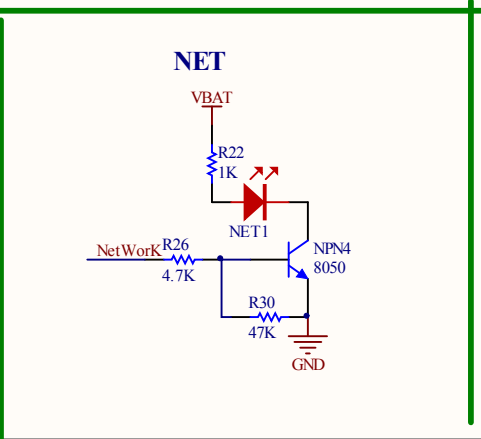 NET
VBAT
R22
1K
NET1
NetWorK
R26
4.7K
NPN4
8050
R30
47K
GND